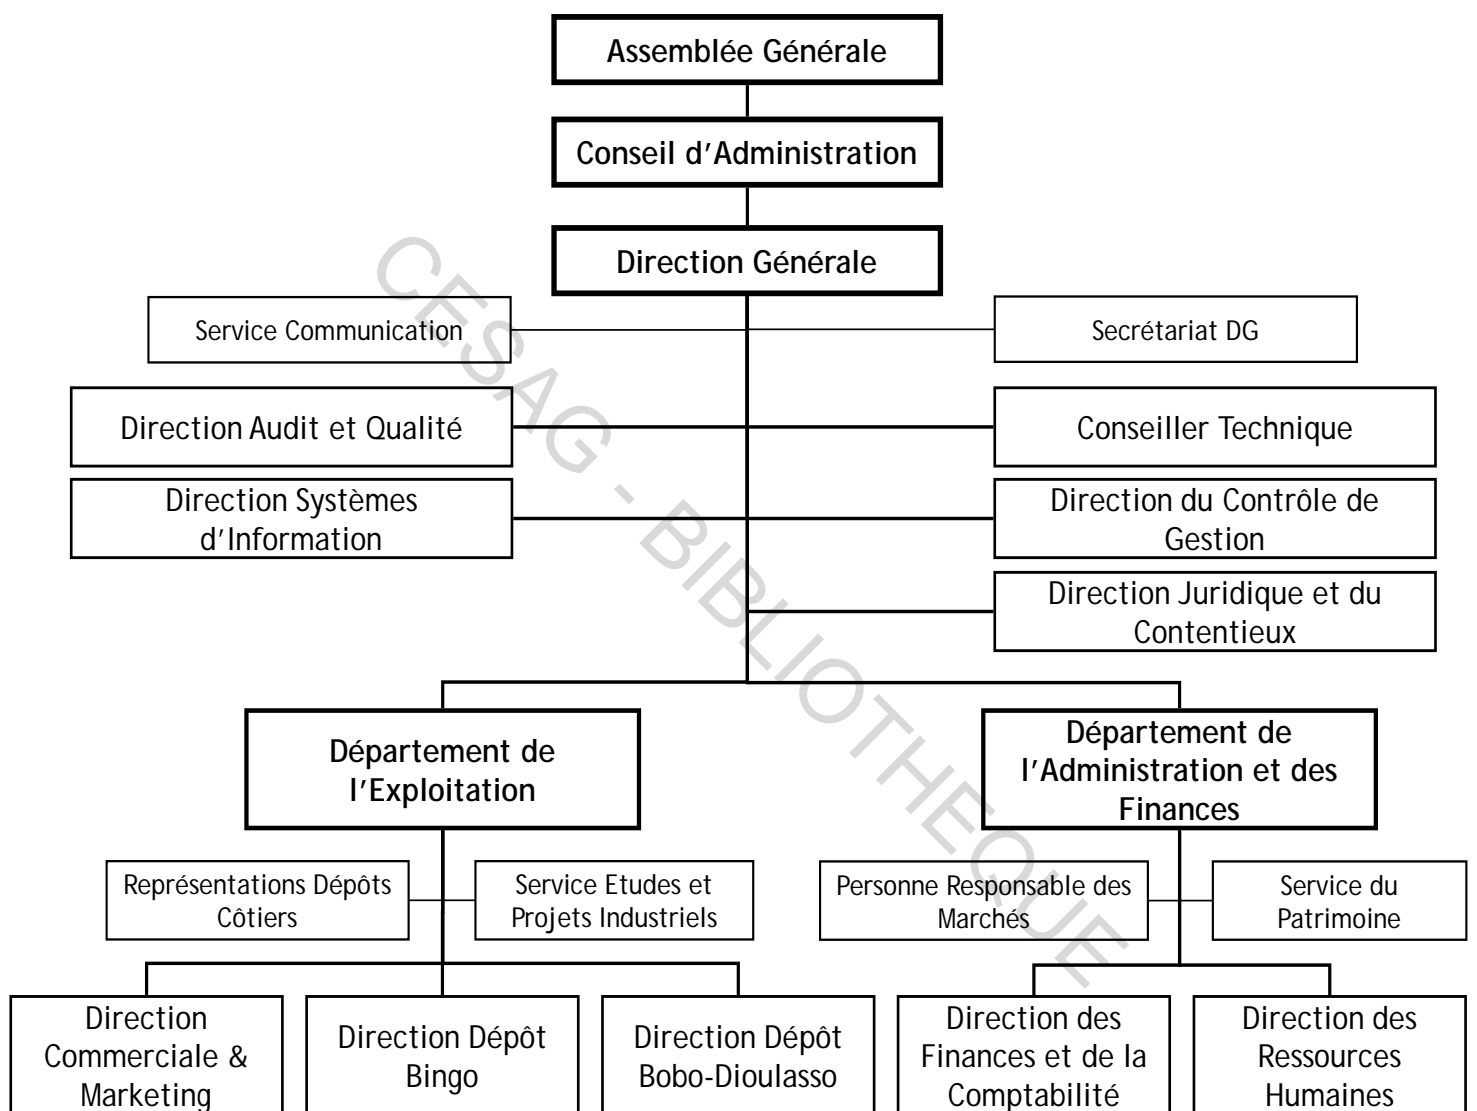 Assemblée Générale
Conseil d'Administration
Direction Générale
Service Communication
Secrétariat DG
Direction Audit et Qualité
Conseiller Technique
Direction Systèmes
d'Information
Direction du Contrôle de
Gestion
Direction Juridique et du
Contentieux
Département de
l'Exploitation
Département de
l'Administration et des
Finances
Représentations Dépôts
Côtiers
Service Etudes et
Projets Industriels
Personne Responsable des
Marchés
Service du
Patrimoine
Direction
Commerciale &
Marketing
Direction Dépôt
Bingo
Direction Dépôt
Bobo-Dioulasso
Direction des
Finances et de la
Comptabilité
Direction des
Ressources
Humaines
CESAG - BIBLIOTHEQUE